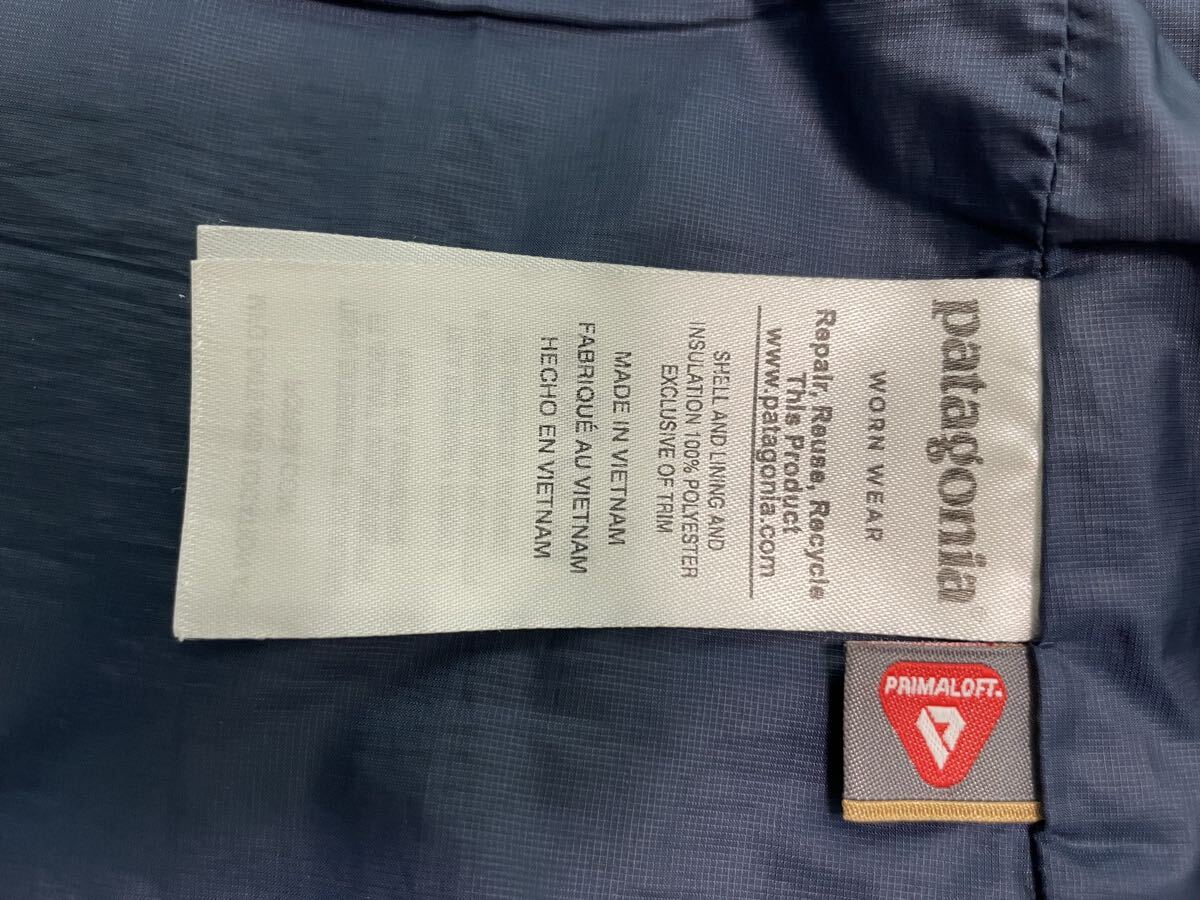 patagonia®
WORN WEAR
Repair, Reuse, Recycle
This Product
www.patagonia.com
SHELL AND LINING AND
INSULATION 100% POLYESTER
EXCLUSIVE OF TRIM
MADE IN VIETNAM
FABRIQUÉ AU VIETNAM
HECHO EN VIETNAM
PRIMALOFT